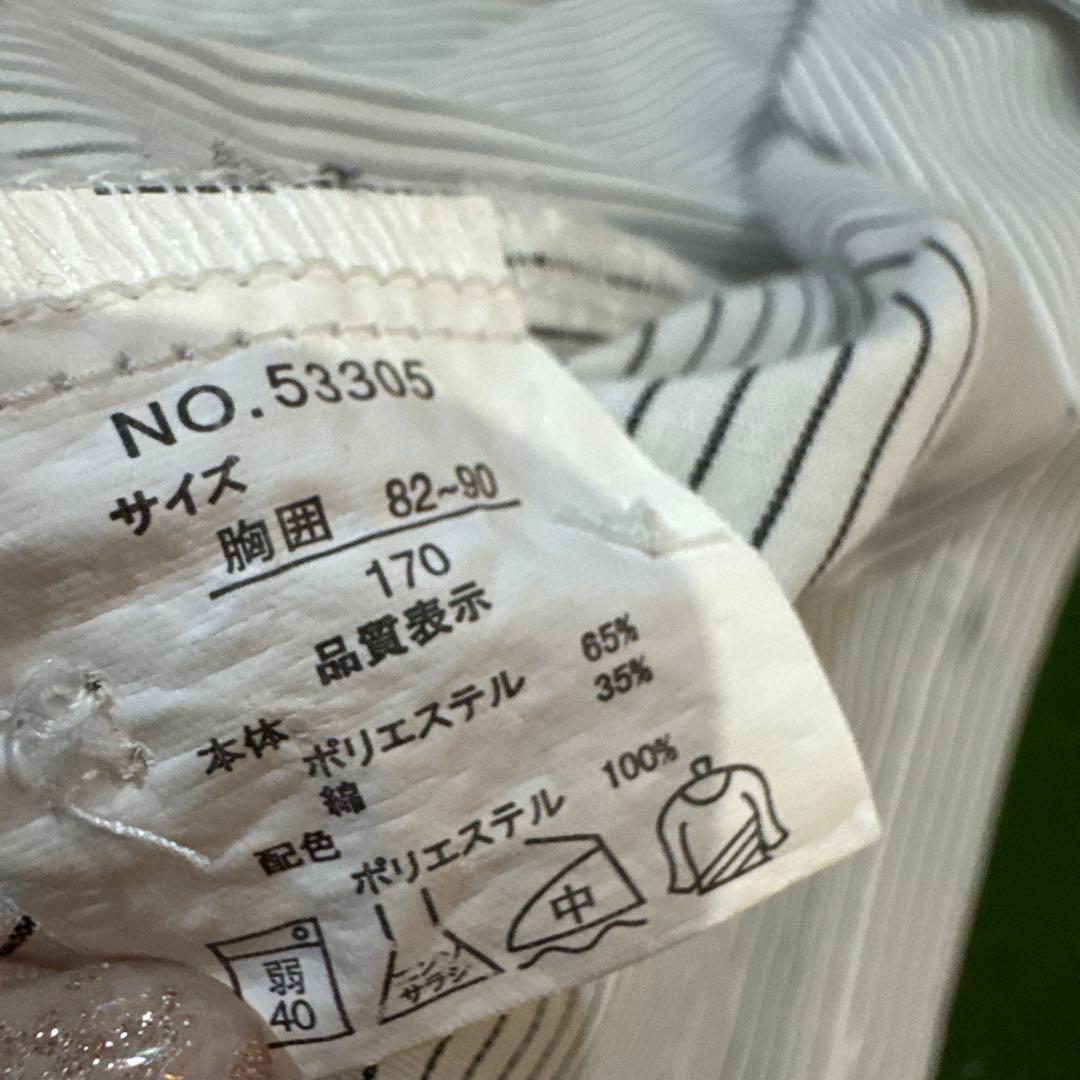 NO.53305
サイズ
胸囲 82~90
170
品質表示
本体 ポリエステル 65%
綿 35%
配色 ポリエステル 100%
弱
40
エンソ
サラシ
中